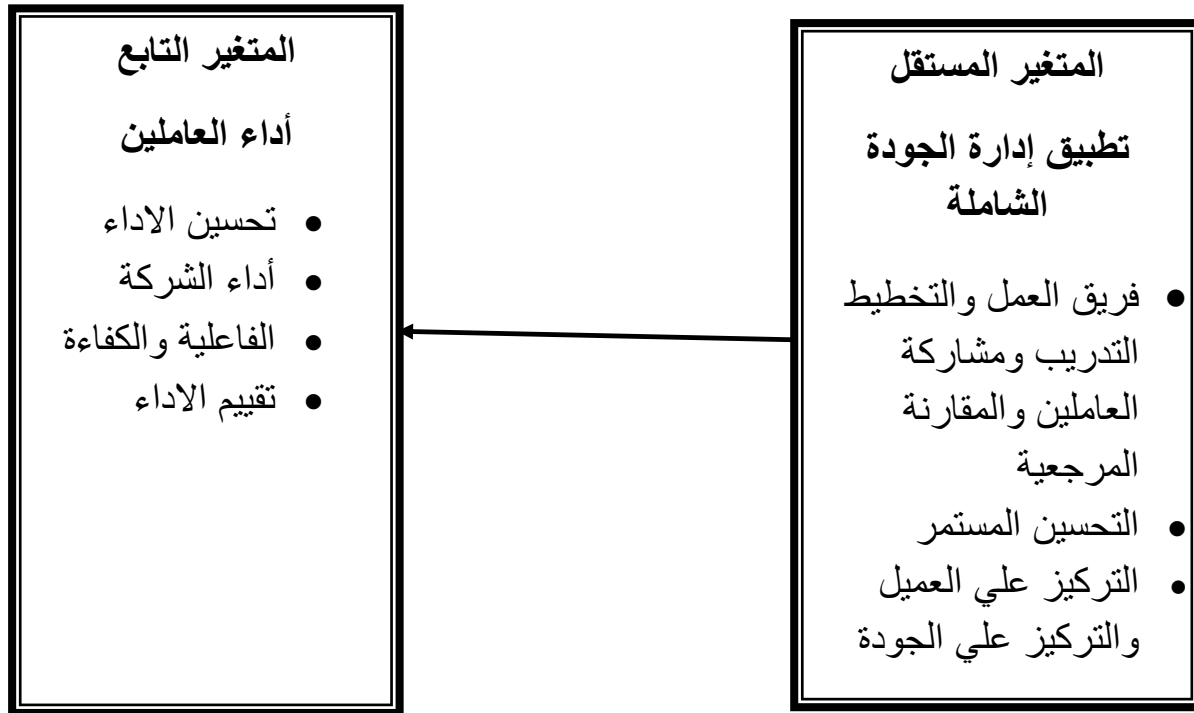 المتغير المستقل
تطبيق إدارة الجودة
الشاملة
• فريق العمل والتخطيط
التدريب ومشاركة
العاملين والمقارنة
المرجعية
• التحسين المستمر
• التركيز علي العميل
والتركيز علي الجودة
المتغير التابع
أداء العاملين
• تحسين الاداء
• أداء الشركة
• الفاعلية والكفاءة
• تقييم الاداء